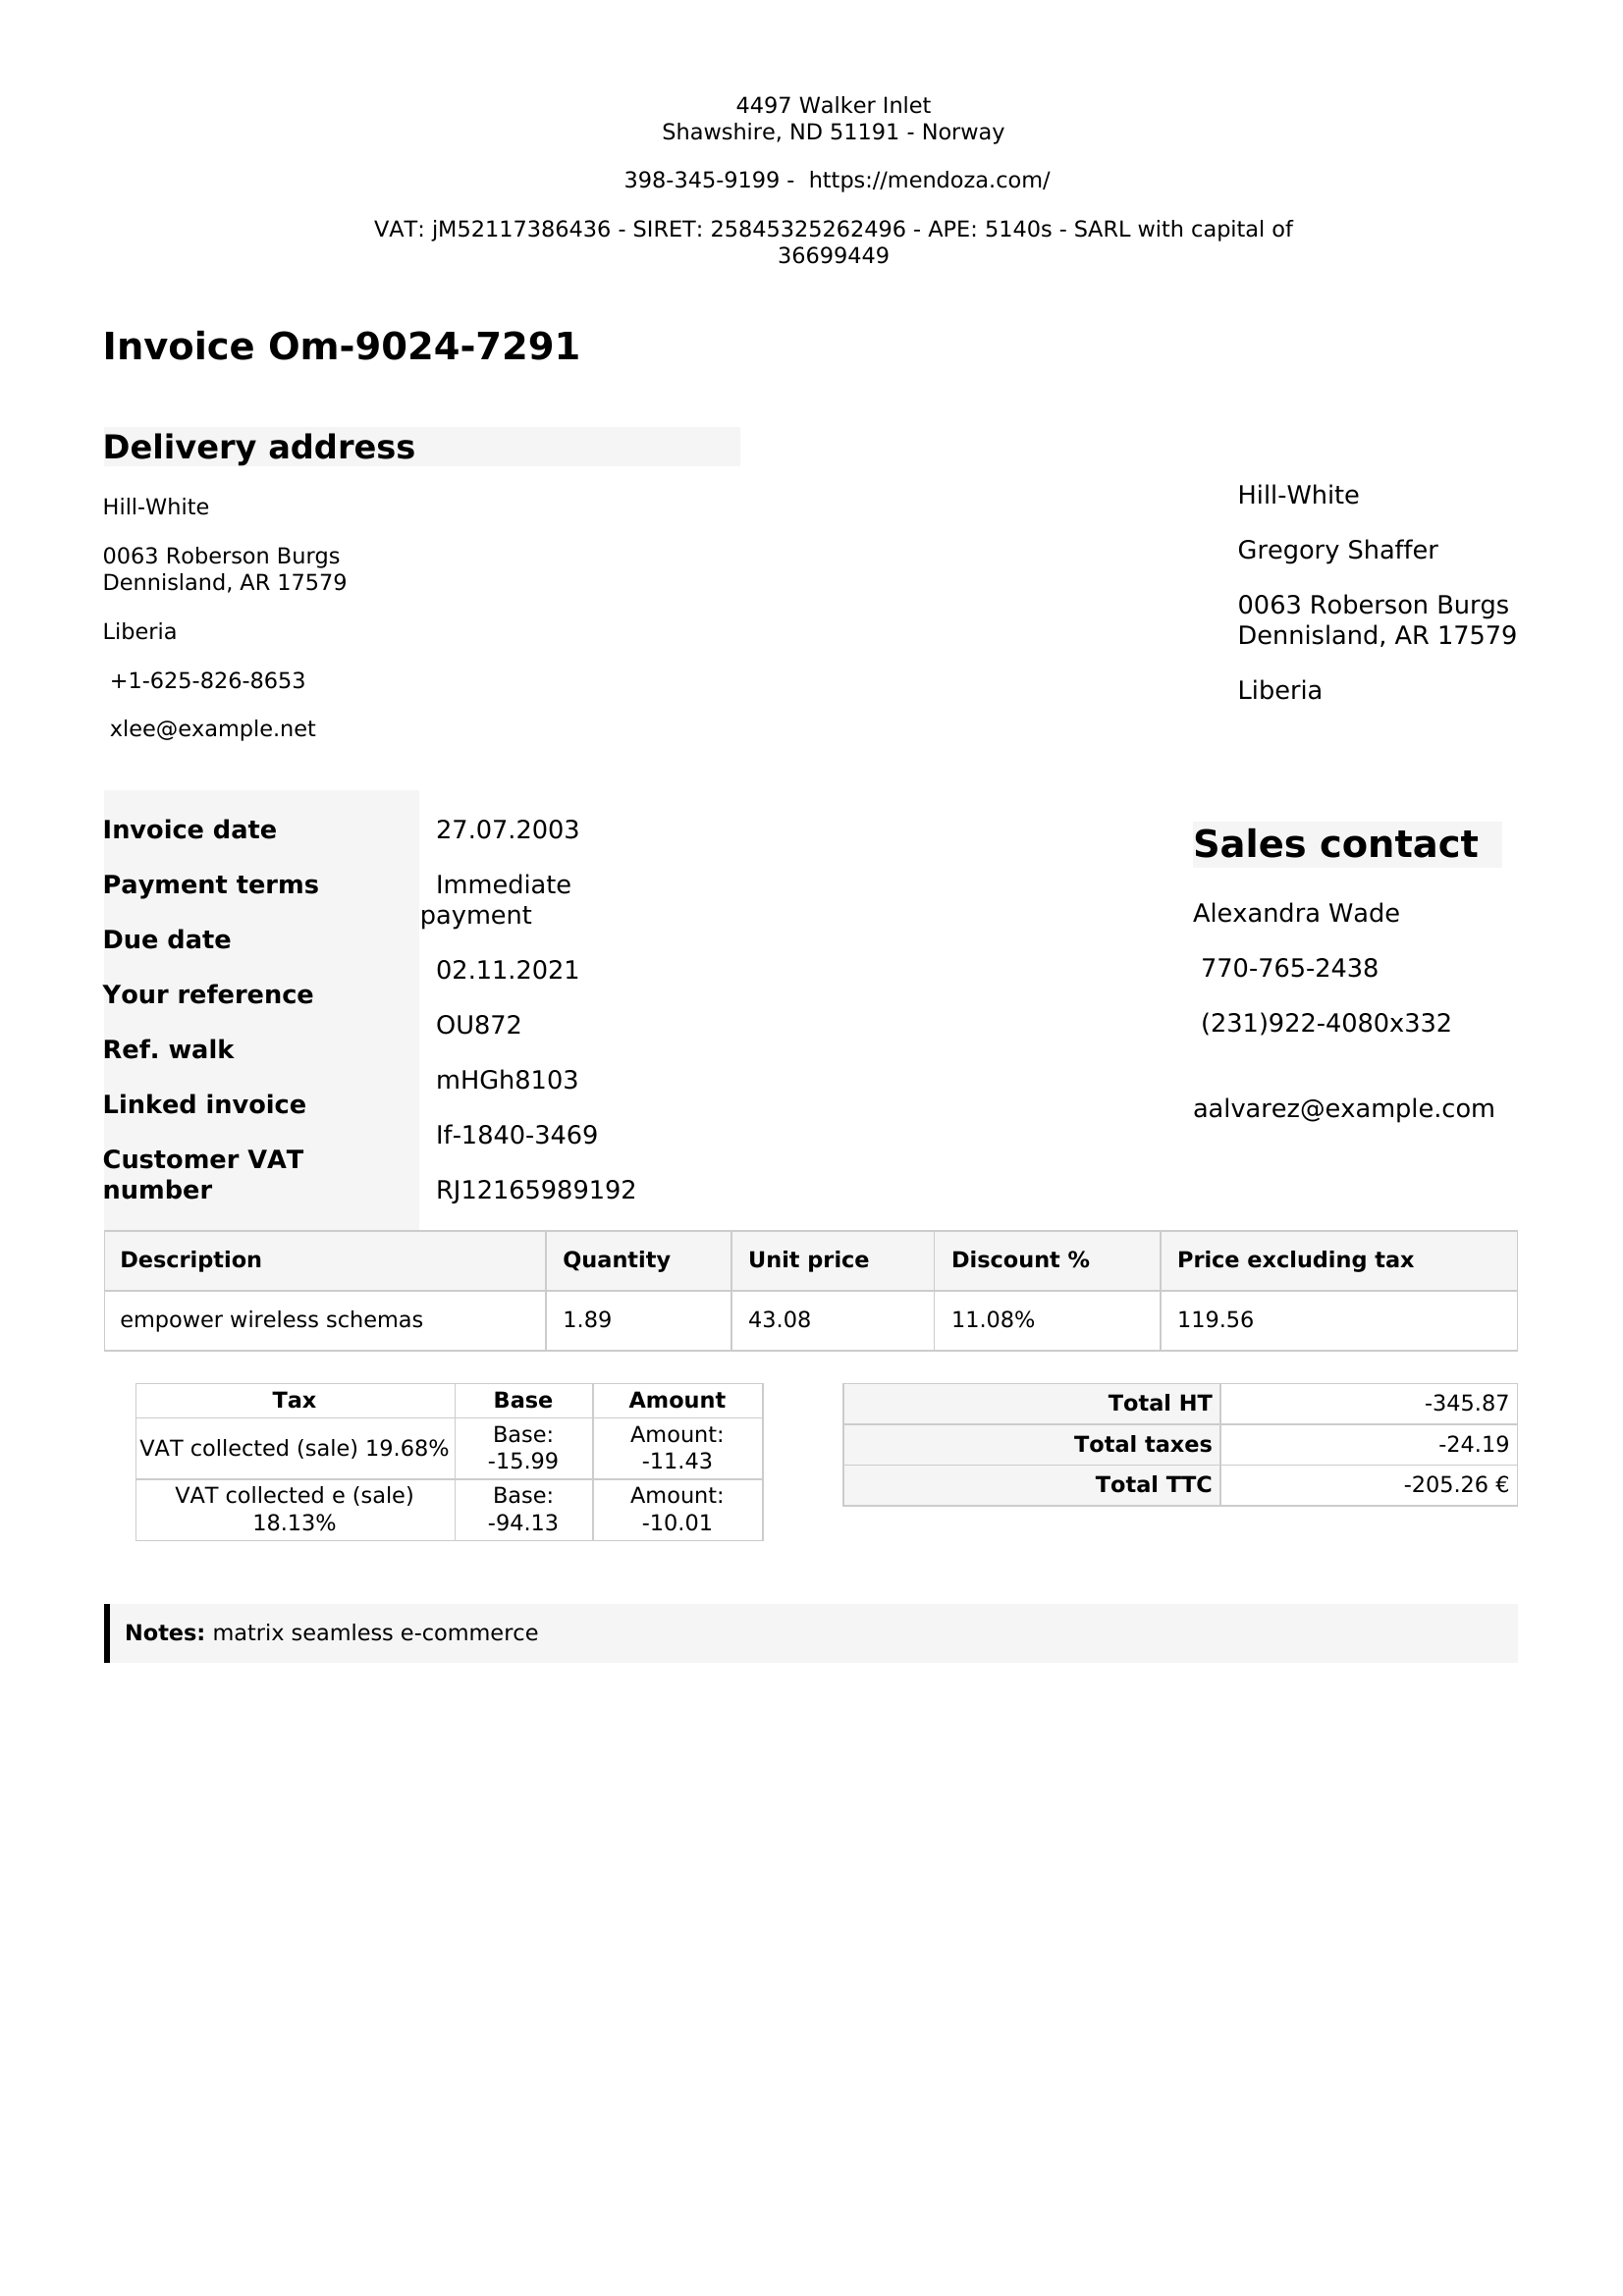 4497 Walker Inlet
Shawshire, ND 51191 - Norway
398-345-9199 -  https://mendoza.com/
VAT: jM52117386436 - SIRET: 25845325262496 - APE: 5140s - SARL with capital of
36699449
Invoice Om-9024-7291
Delivery address
Hill-White
0063 Roberson Burgs
Dennisland, AR 17579
Liberia
+1-625-826-8653
xlee@example.net
Hill-White
Gregory Shaffer
0063 Roberson Burgs
Dennisland, AR 17579
Liberia
Invoice date
Payment terms
Due date
Your reference
Ref. walk
Linked invoice
Customer VAT
number
27.07.2003
Immediate
payment
02.11.2021
OU872
mHGh8103
If-1840-3469
RJ12165989192
Sales contact
Alexandra Wade
770-765-2438
(231)922-4080x332
aalvarez@example.com
Description Quantity Unit price Discount % Price excluding tax
empower wireless schemas 1.89 43.08 11.08% 119.56
Tax Base Amount
VAT collected (sale) 19.68% Base: -15.99 Amount: -11.43
VAT collected e (sale) 18.13% Base: -94.13 Amount: -10.01
Total HT -345.87
Total taxes -24.19
Total TTC -205.26 €
Notes: matrix seamless e-commerce